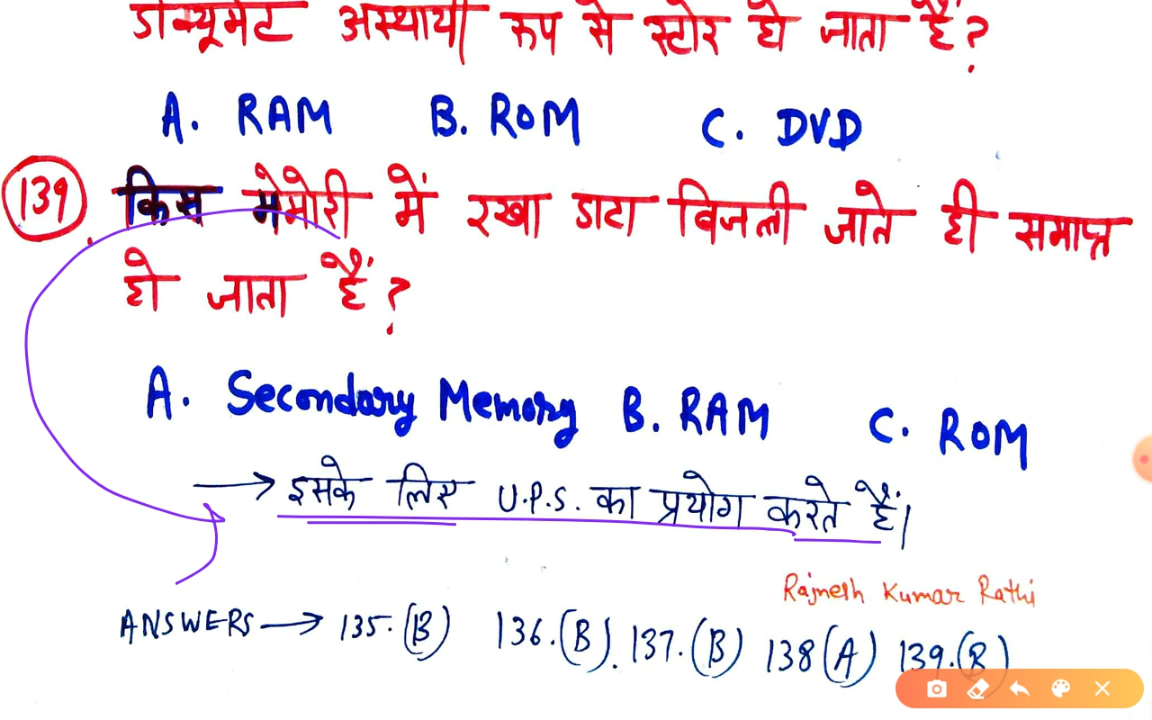 डोक्यूमेंट अस्थायी रूप से स्टोर हो जाता हैं?
A. RAM B. ROM C. DVD
139. किस मेमोरी में रखा डाटा बिजली जाते ही समाप्त
हो जाता हैं?
A. Secondary Memory B. RAM C. ROM
→ इसके लिए U.P.S. का प्रयोग करते हैं।
Rajnesh Kumar Rathi
ANSWERS → 135.(B) 136.(B). 137.(B) 138(A) 139.(B)